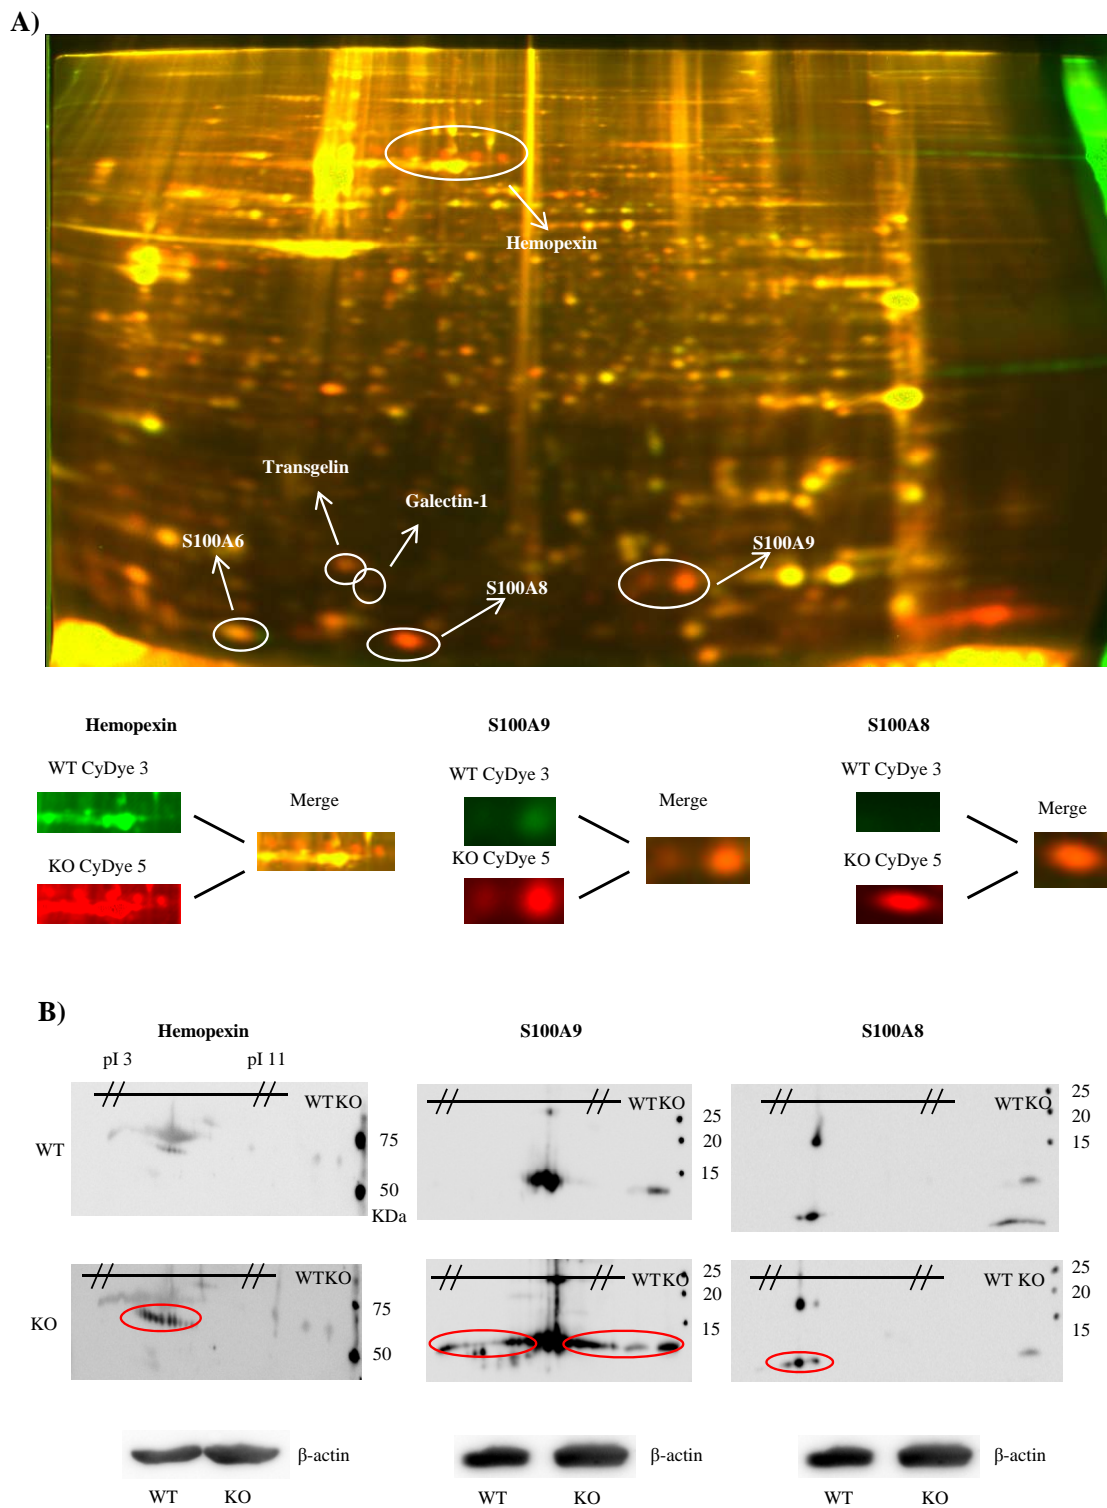 A)
Hemopexin
Transgelin
Galectin-1
S100A6
S100A9
S100A8
Hemopexin
S100A9
S100A8
WT CyDye 3
WT CyDye 3
WT CyDye 3
Merge
Merge
Merge
KO CyDye 5
KO CyDye 5
KO CyDye 5
B)
Hemopexin
S100A9
S100A8
pI 3
pI 11
WT
WTKO
75
50
KDa
WTKO
25
20
15
WTKO
25
20
15
KO
WTKO
75
50
WTKO
25
20
15
WT KO
25
20
15
β-actin
β-actin
β-actin
WT
KO
WT
KO
WT
KO